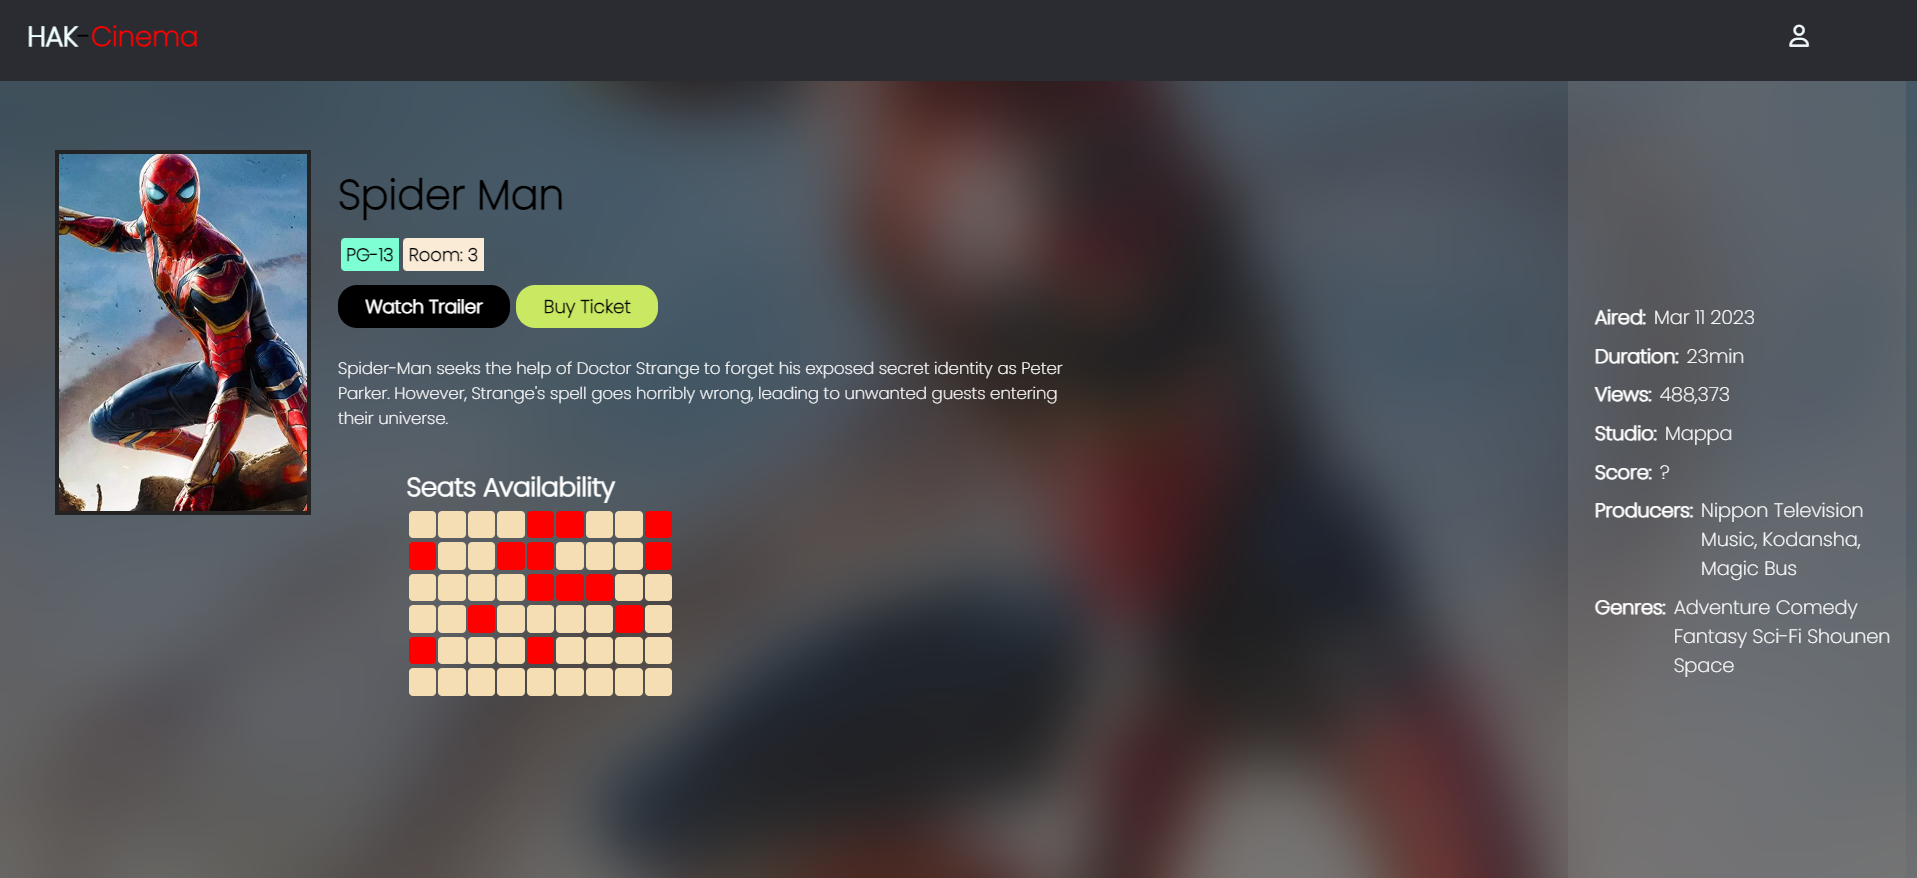 HAK-Cinema
Spider Man
PG-13 Room: 3
Watch Trailer Buy Ticket
Spider-Man seeks the help of Doctor Strange to forget his exposed secret identity as Peter
Parker. However, Strange's spell goes horribly wrong, leading to unwanted guests entering
their universe.
Seats Availability
Aired: Mar 11 2023
Duration: 23min
Views: 488,373
Studio: Mappa
Score: ?
Producers: Nippon Television
Music, Kodansha,
Magic Bus
Genres: Adventure Comedy
Fantasy Sci-Fi Shounen
Space